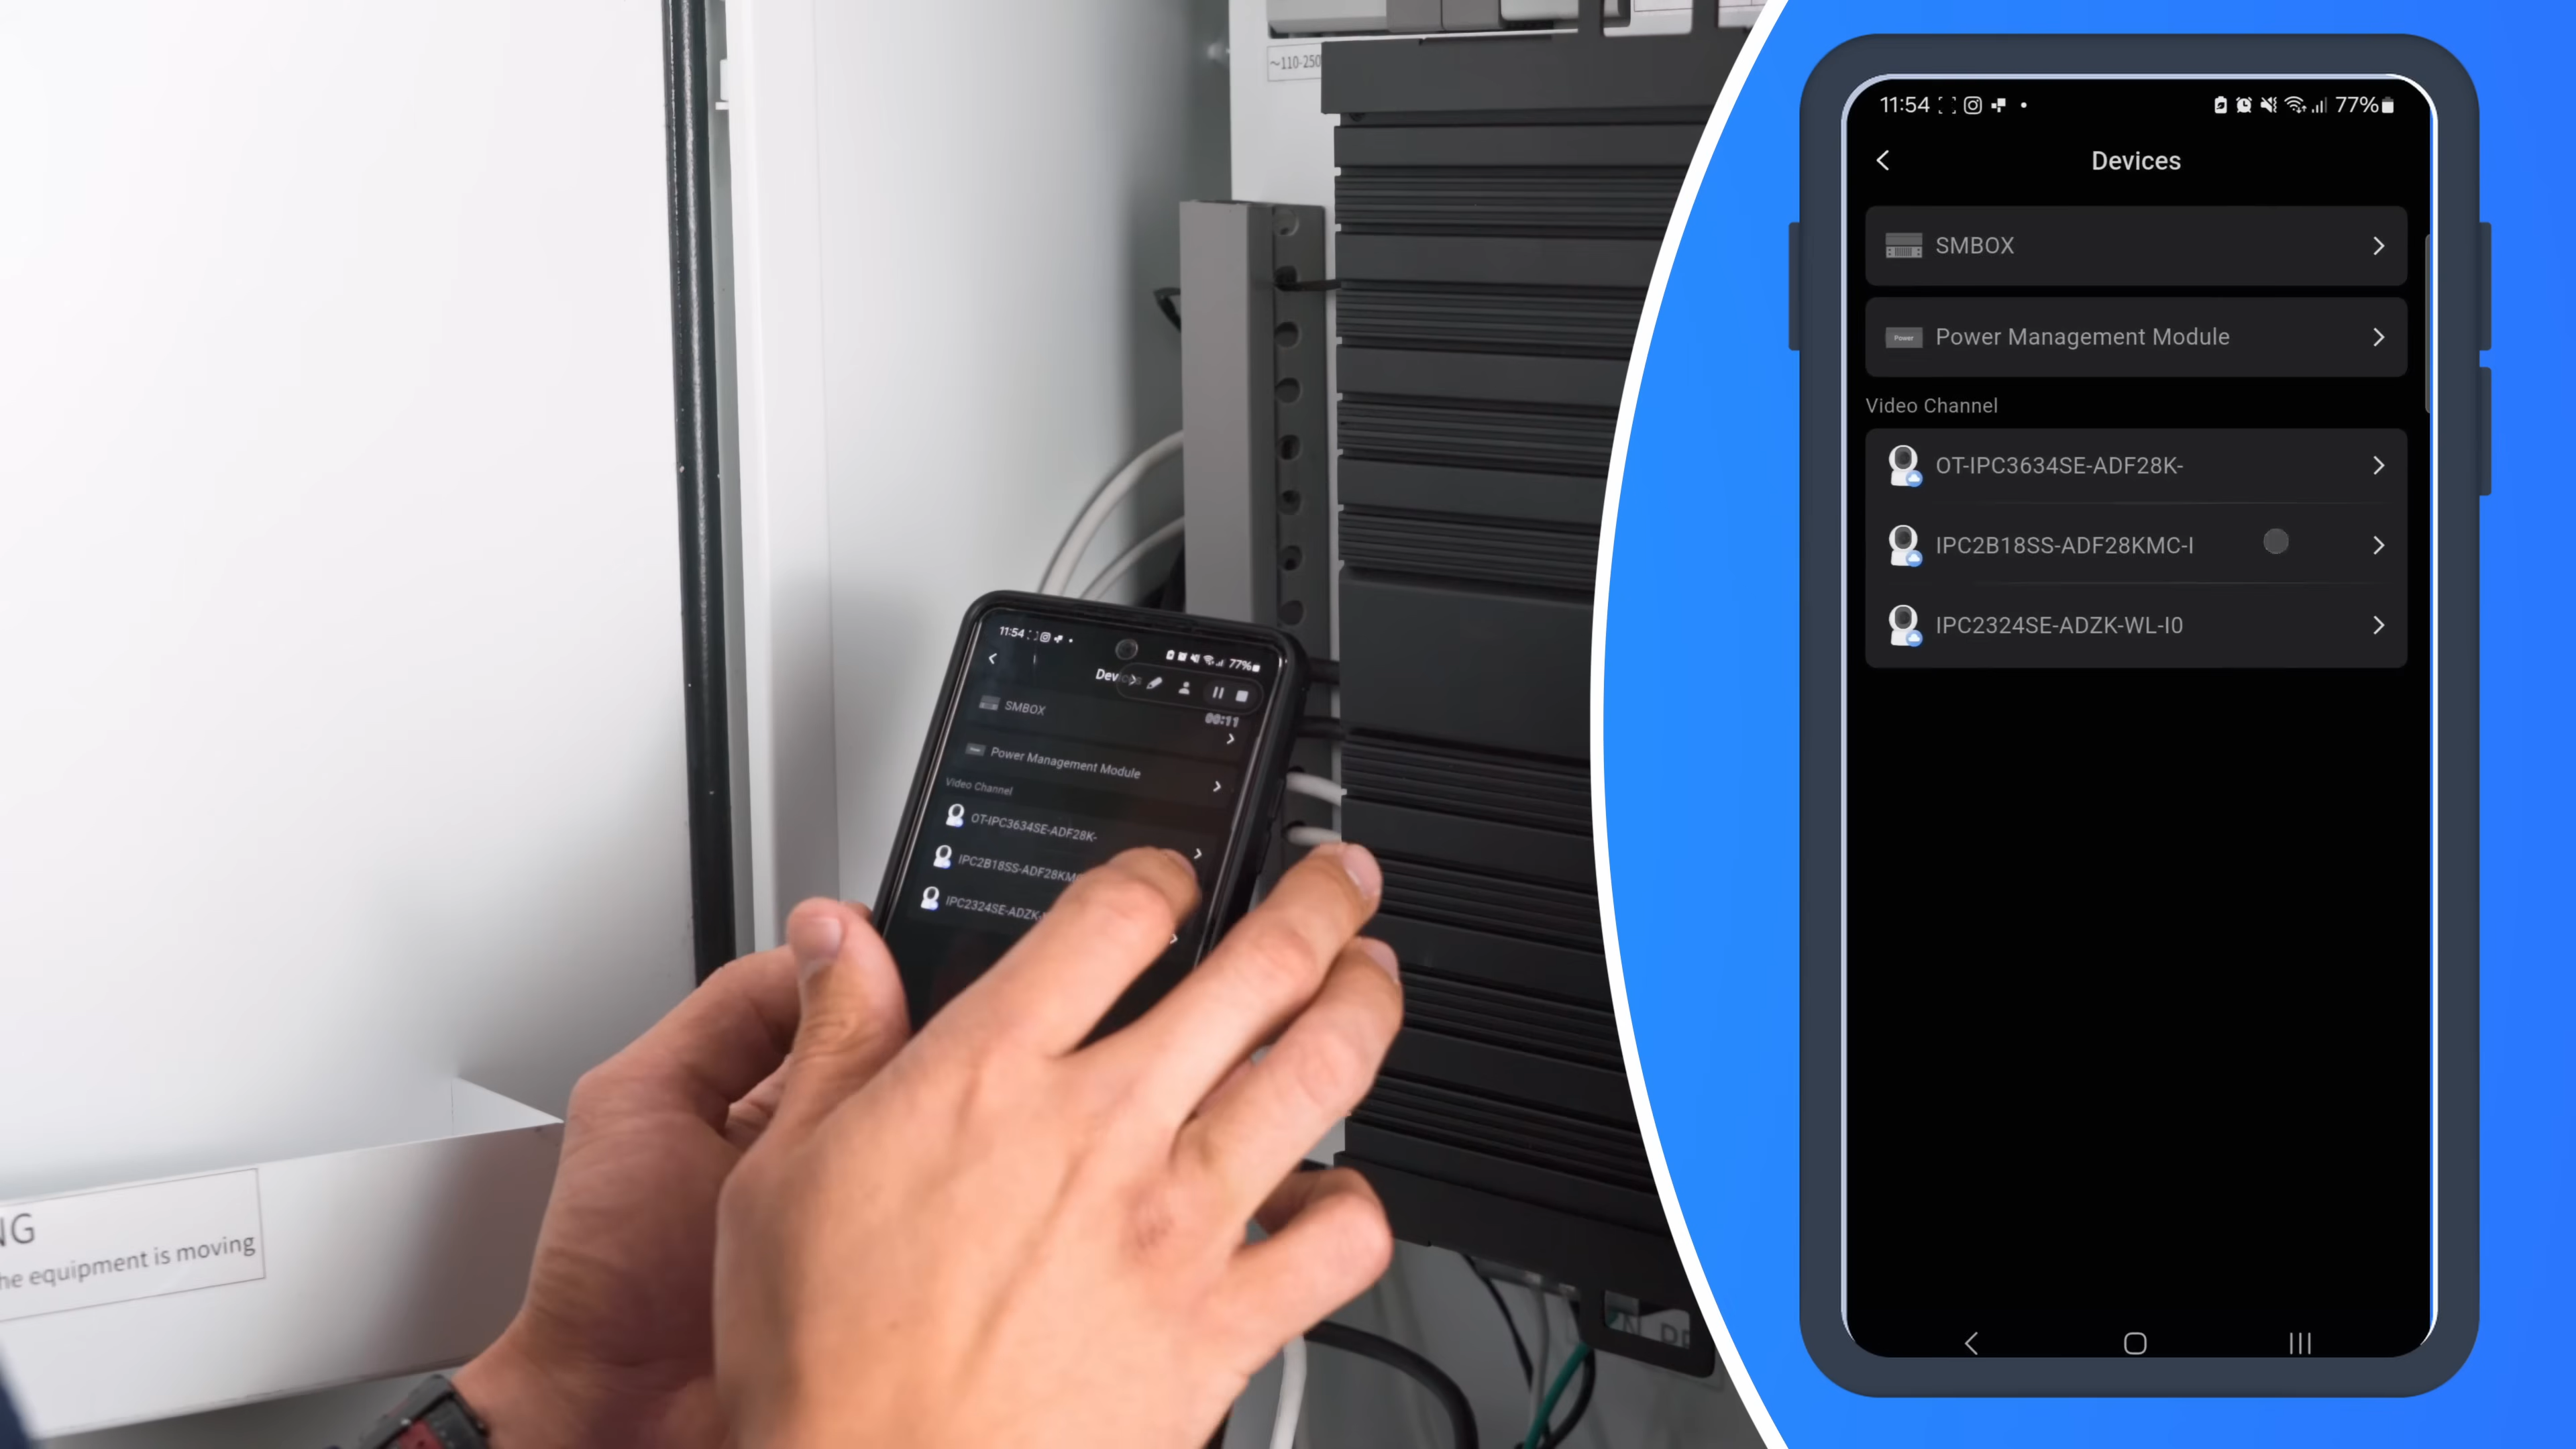 ~110-250
NG
he equipment is moving
11:54
77%
Devices
00:11
SMBOX
Power Management Module
Video Channel
OT-IPC3634SE-ADF28K-
IPC2B18SS-ADF28KM
IPC2324SE-ADZK-
11:54
77%
Devices
SMBOX
Power
Power Management Module
Video Channel
OT-IPC3634SE-ADF28K-
IPC2B18SS-ADF28KMC-I
IPC2324SE-ADZK-WL-I0